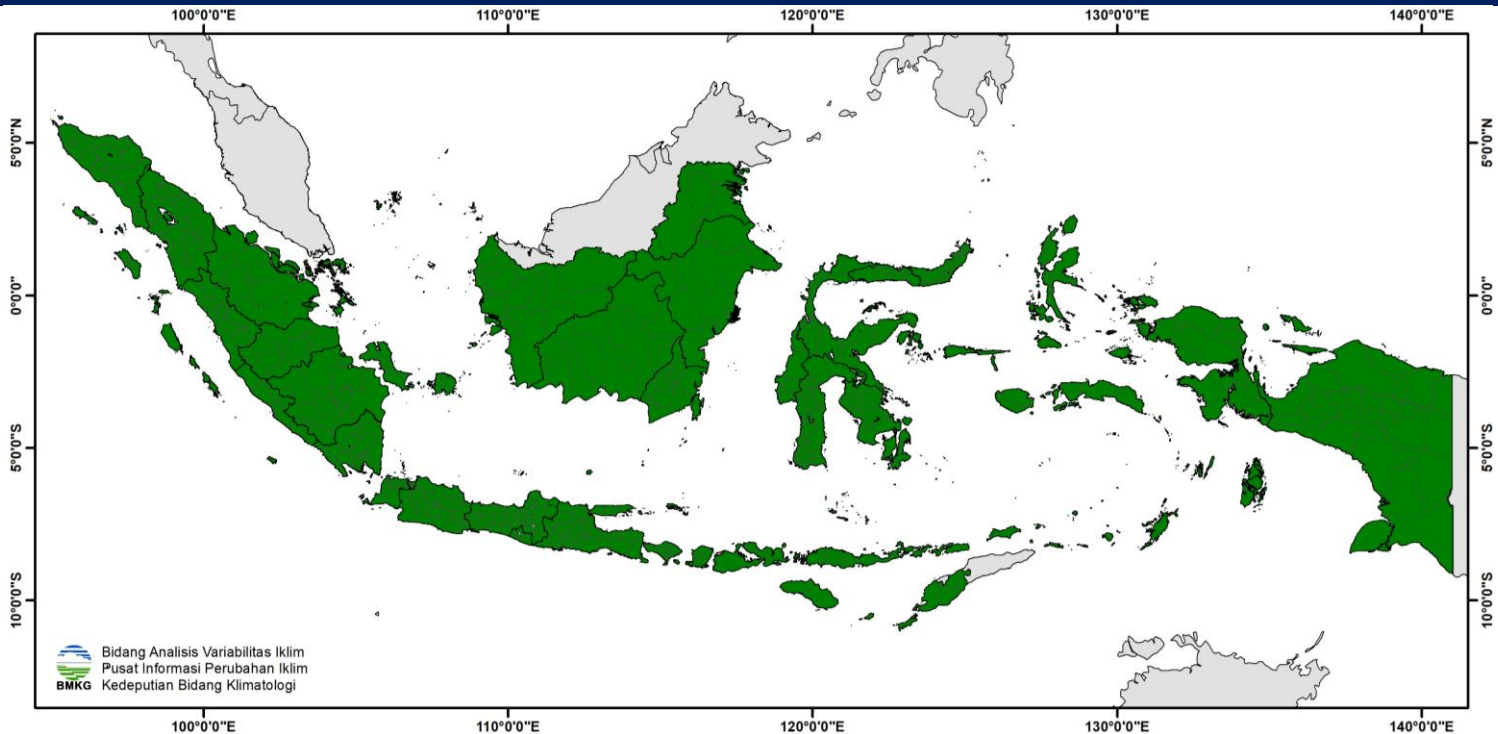 100°0'0"E 110°0'0"E 120°0'0"E 130°0'0"E 140°0'0"E
5°0'0"N 5°0'0"N
0°0'0" 0°0'0"
5°0'0"S 5°0'0"S
10°0'0"S 10°0'0"S
Bidang Analisis Variabilitas Iklim
Pusat Informasi Perubahan Iklim
BMKG Kedeputian Bidang Klimatologi
100°0'0"E 110°0'0"E 120°0'0"E 130°0'0"E 140°0'0"E